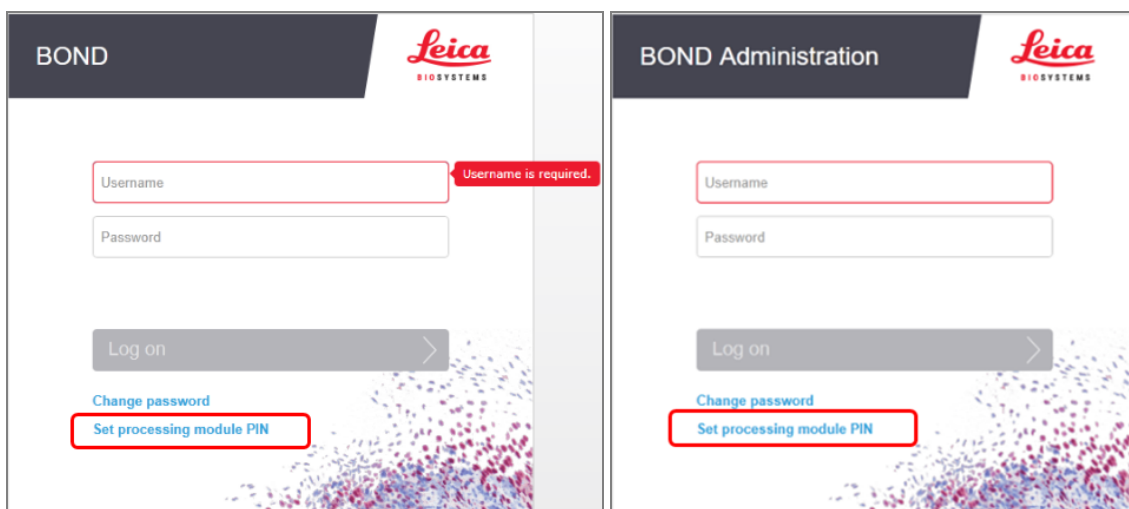 BOND
Leica
BIOSYSTEMS
Username
Username is required.
Password
Log on
Change password
Set processing module PIN
BOND Administration
Leica
BIOSYSTEMS
Username
Password
Log on
Change password
Set processing module PIN